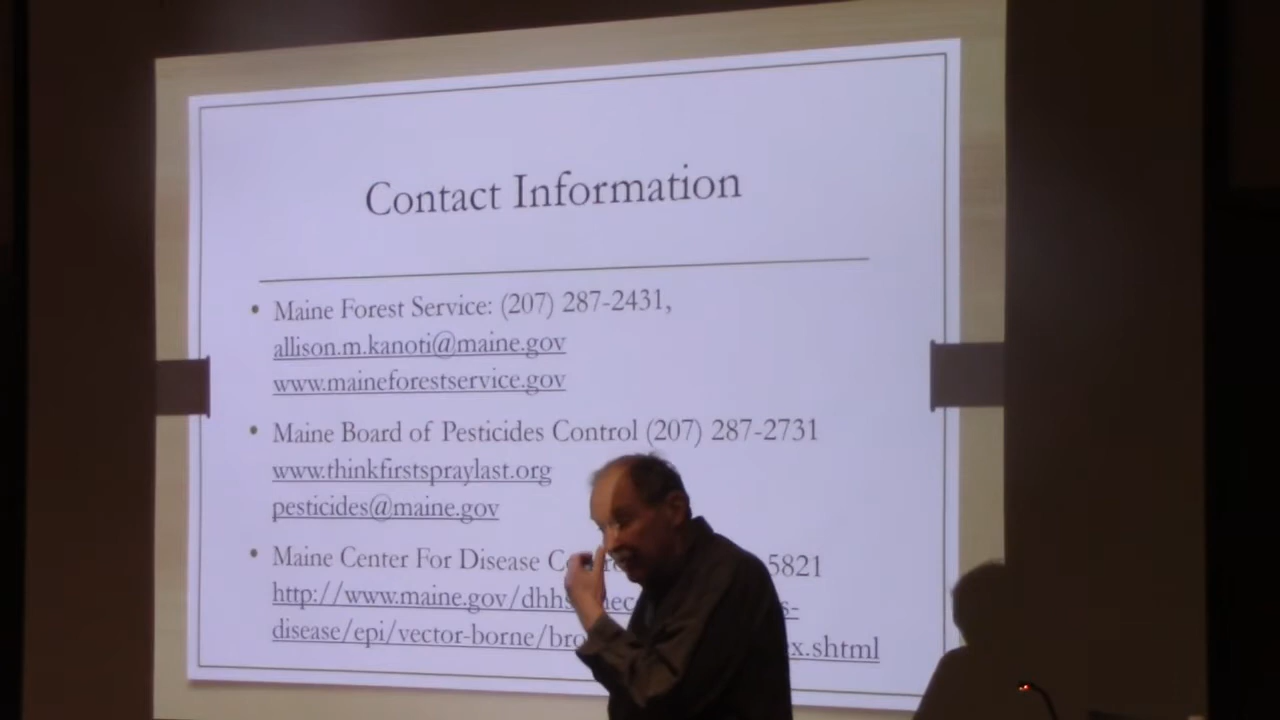 Contact Information
• Maine Forest Service: (207) 287-2431,
allison.m.kanoti@maine.gov
www.maineforestservice.gov
• Maine Board of Pesticides Control (207) 287-2731
www.thinkfirstspraylast.org
pesticides@maine.gov
• Maine Center For Disease 5821
http://www.maine.gov/dhhs
disease/epi/vector-borne/ .shtml